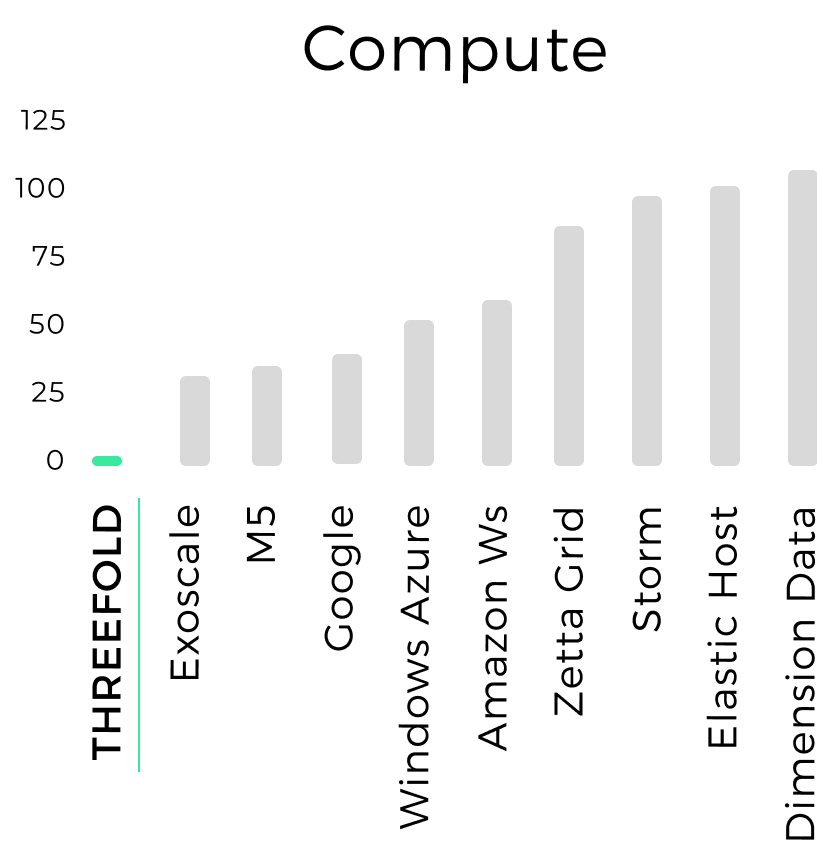 Compute
125
100
75
50
25
0
THREEFOLD
Exoscale
M5
Google
Windows Azure
Amazon Ws
Zetta Grid
Storm
Elastic Host
Dimension Data